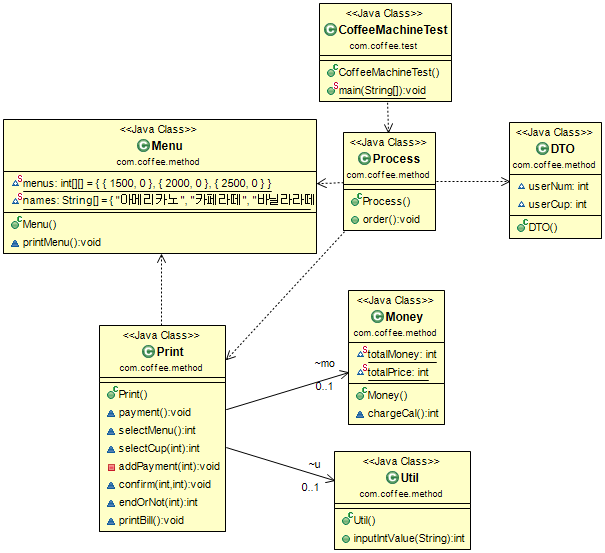 <<Java Class>>
CoffeeMachineTest
com.coffee.test
CoffeeMachineTest()
main(String[]):void
<<Java Class>>
Menu
com.coffee.method
menus: int[][] = { { 1500, 0 }, { 2000, 0 }, { 2500, 0 } }
names: String[] = { "아메리카노", "카페라떼", "바닐라라떼
Menu()
printMenu():void
<<Java Class>>
Process
com.coffee.method
Process()
order():void
<<Java Class>>
DTO
com.coffee.method
userNum: int
userCup: int
DTO()
<<Java Class>>
Print
com.coffee.method
Print()
payment():void
selectMenu():int
selectCup(int):int
addPayment(int):void
confirm(int,int):void
endOrNot(int):int
printBill():void
~mo
0..1
<<Java Class>>
Money
com.coffee.method
totalMoney: int
totalPrice: int
Money()
chargeCal():int
~u
0..1
<<Java Class>>
Util
com.coffee.method
Util()
inputIntValue(String):int